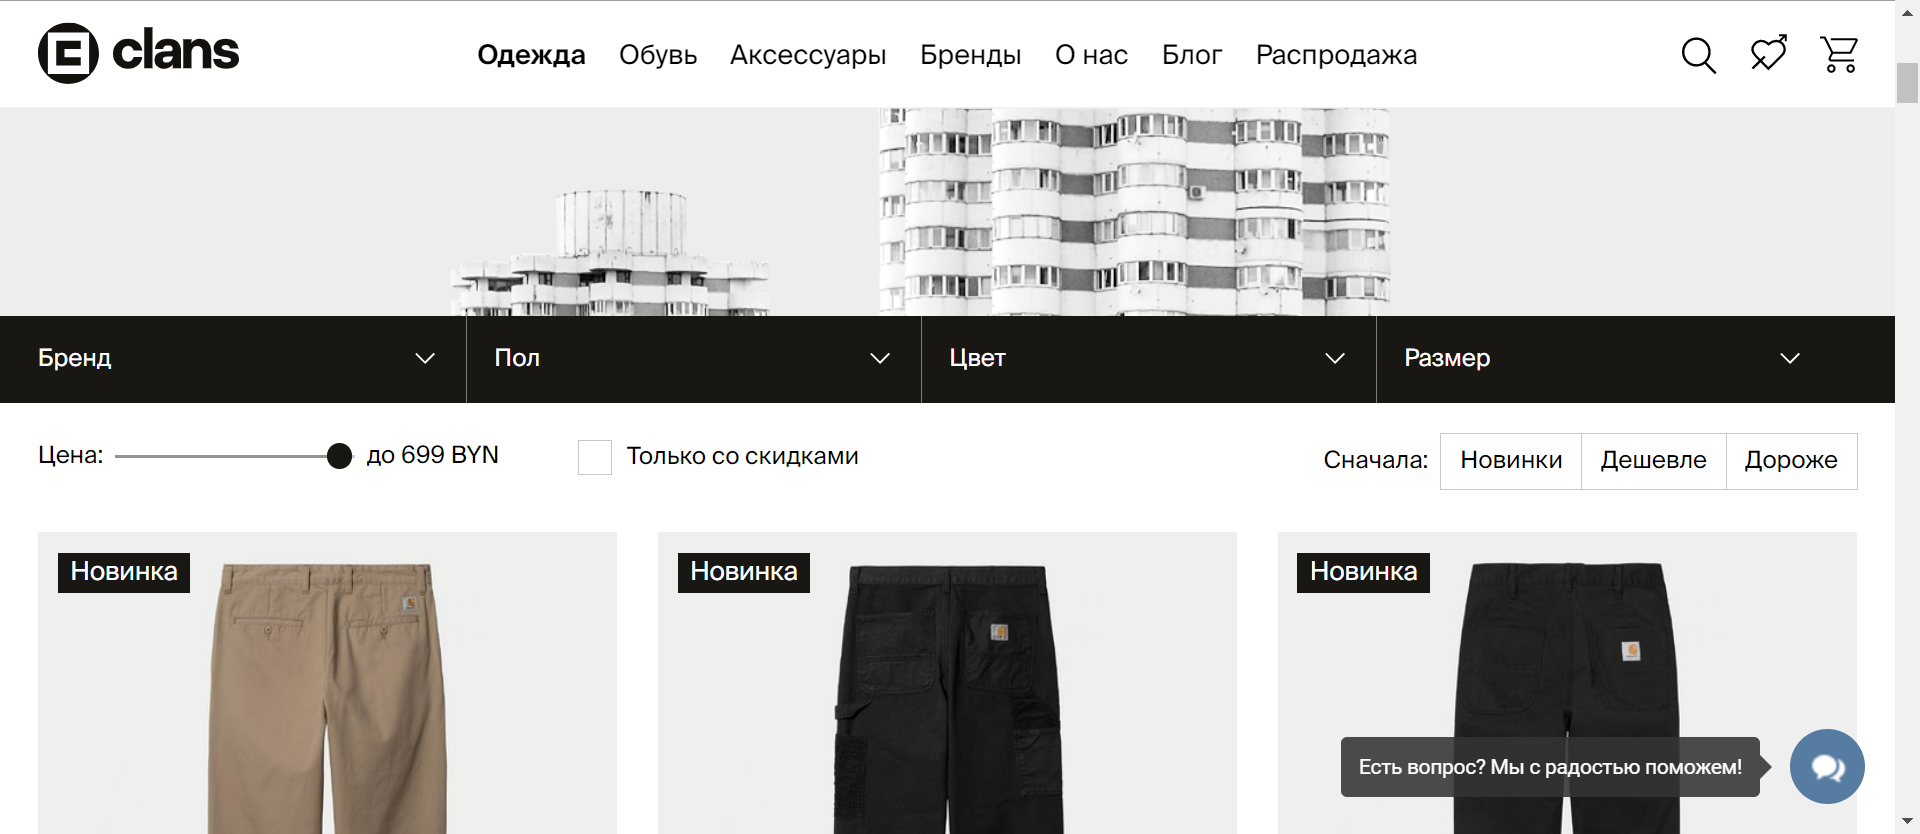 clans
Одежда Обувь Аксессуары Бренды О нас Блог Распродажа
Бренд Пол Цвет Размер
Цена: до 699 BYN Только со скидками Сначала: Новинки Дешевле Дороже
Новинка Новинка Новинка
Есть вопрос? Мы с радостью поможем!